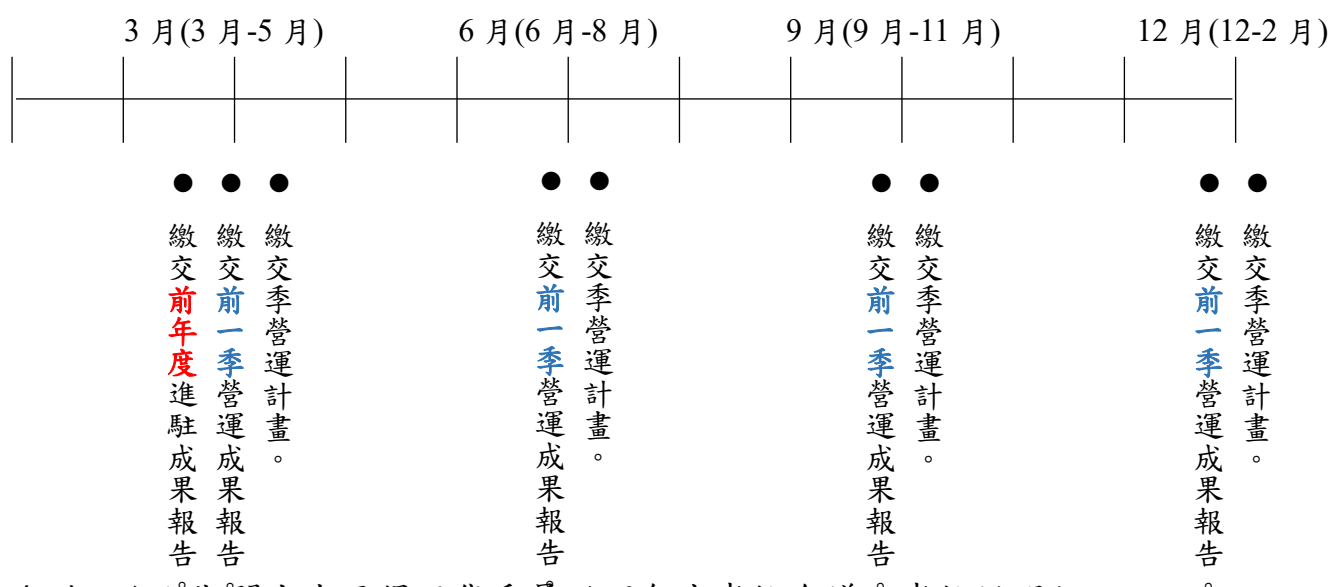 3 月(3 月-5 月)
6 月(6 月-8 月)
9 月(9 月-11 月)
12 月(12-2 月)
● 繳交前年度進駐成果報告。
● 繳交前一季營運成果報告。
● 繳交季營運計畫。
● 繳交前一季營運成果報告。
● 繳交季營運計畫。
● 繳交前一季營運成果報告。
● 繳交季營運計畫。
● 繳交前一季營運成果報告。
● 繳交季營運計畫。